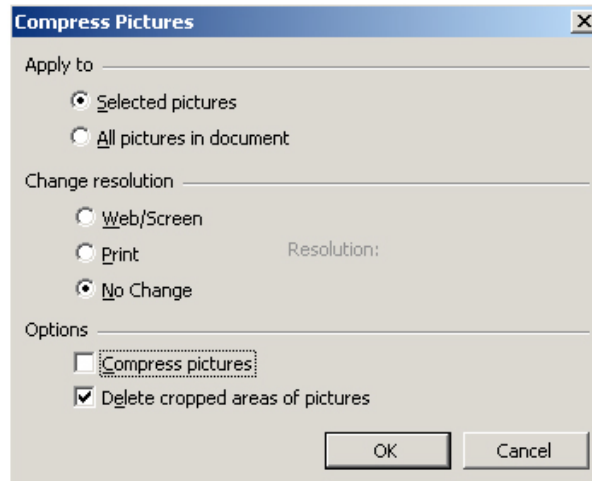 Compress Pictures
Apply to
Selected pictures
All pictures in document
Change resolution
Web/Screen
Print Resolution:
No Change
Options
Compress pictures
Delete cropped areas of pictures
OK Cancel